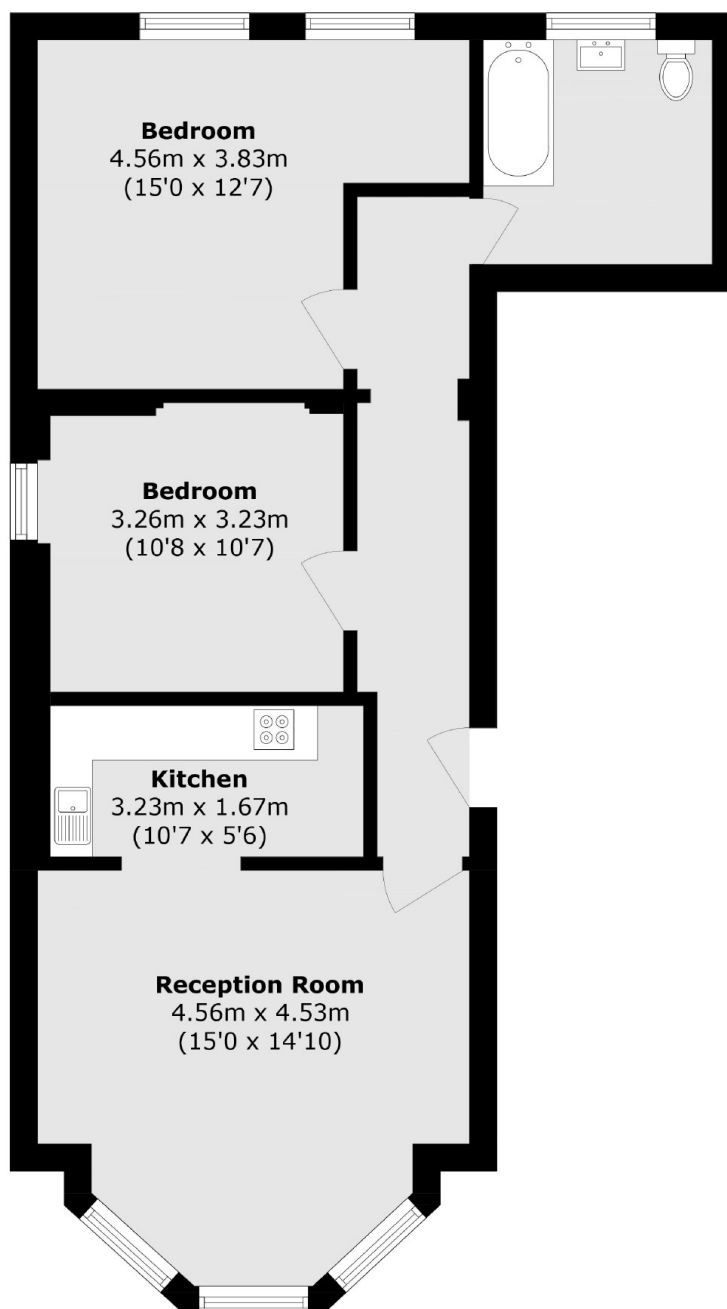 Bedroom
4.56m x 3.83m
(15'0 x 12'7)
Bedroom
3.26m x 3.23m
(10'8 x 10'7)
Kitchen
3.23m x 1.67m
(10'7 x 5'6)
Reception Room
4.56m x 4.53m
(15'0 x 14'10)